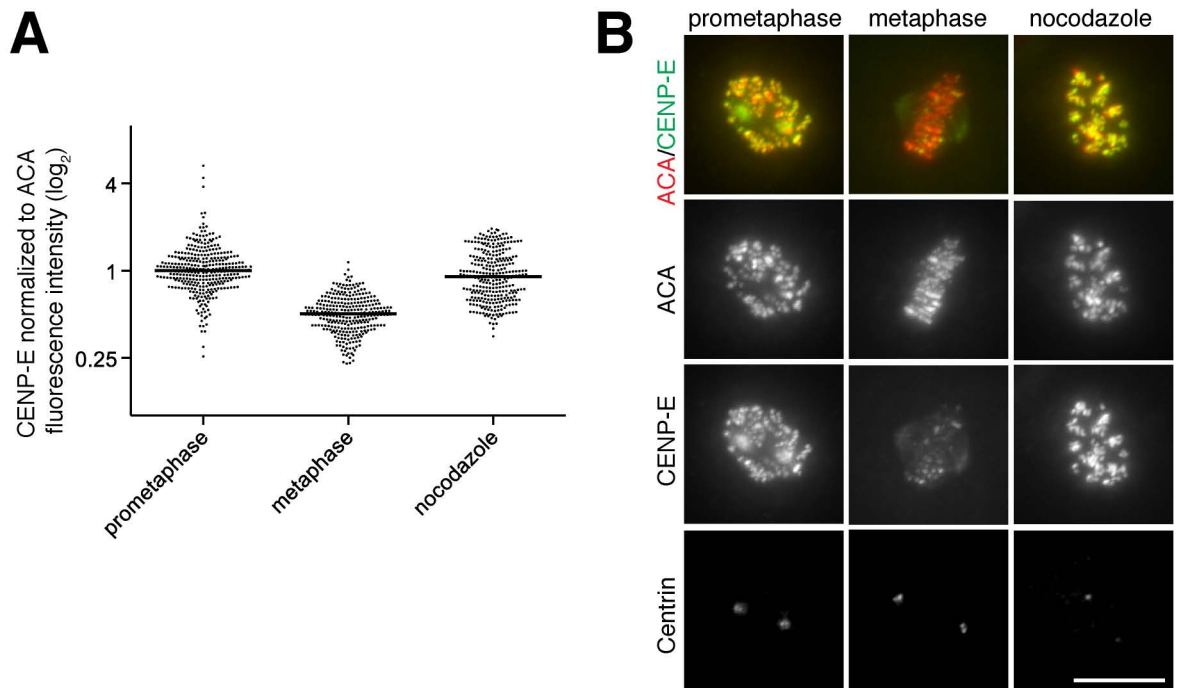 A
CENP-E normalized to ACA
fluorescence intensity (log2)
4
1
0.25
prometaphase
metaphase
nocodazole
B
prometaphase
metaphase
nocodazole
ACA/CENP-E
ACA
CENP-E
Centrin